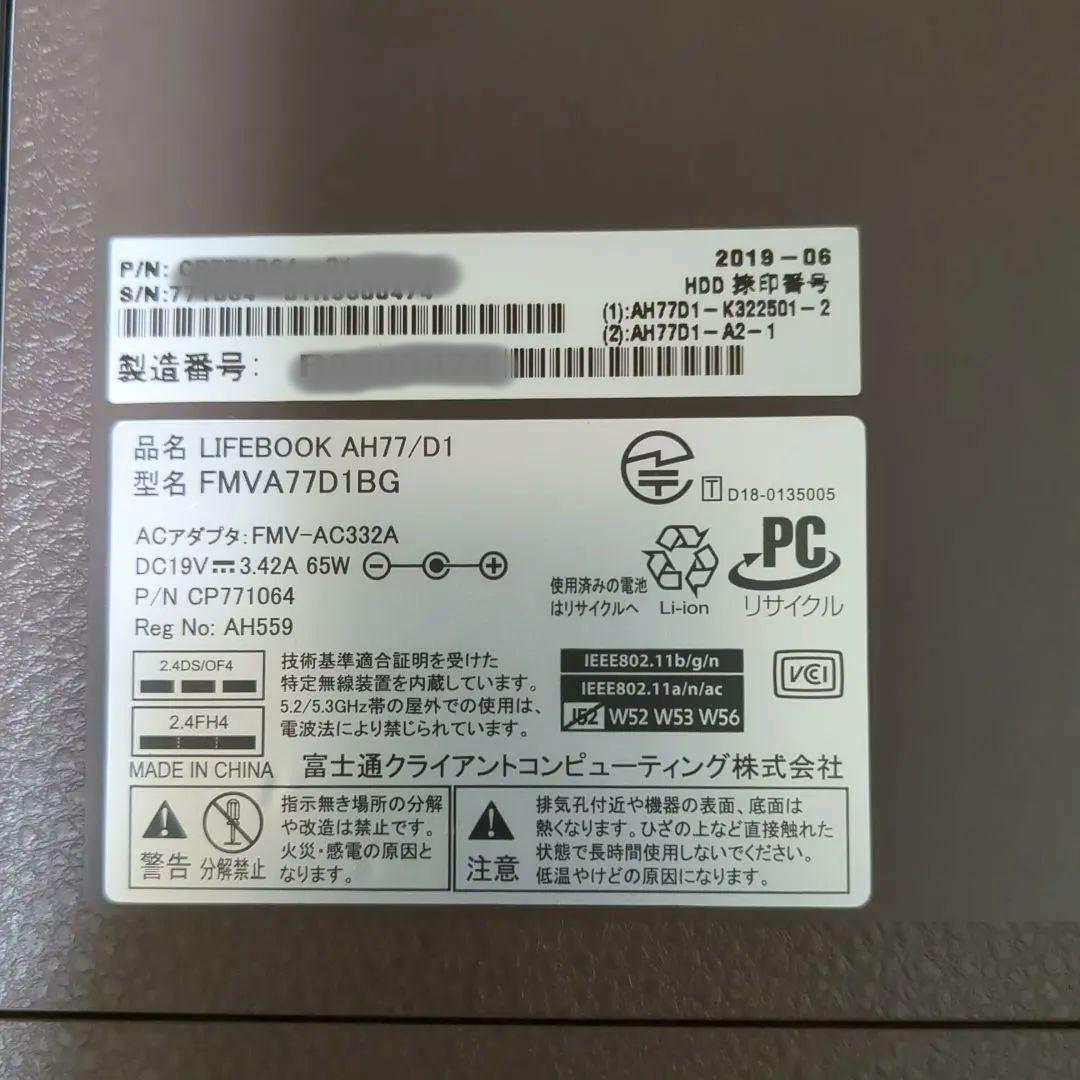 P/N:
2019-06
S/N:
HDD 捺印番号
(1):AH77D1-K322501-2
(2):AH77D1-A2-1
製造番号:
品名 LIFEBOOK AH77/D1
型名 FMVA77D1BG
T D18-0135005
ACアダプタ:FMV-AC332A
DC19V⎓3.42A 65W
P/N CP771064
Reg No: AH559
使用済みの電池
はリサイクルへ
Li-ion
PC
リサイクル
2.4DS/OF4
2.4FH4
技術基準適合証明を受けた
特定無線装置を内蔵しています。
5.2/5.3GHz帯の屋外での使用は、
電波法により禁じられています。
IEEE802.11b/g/n
IEEE802.11a/n/ac
J52 W52 W53 W56
VCCI
MADE IN CHINA
富士通クライアントコンピューティング株式会社
警告
分解禁止
指示無き場所の分解
や改造は禁止です。
火災・感電の原因と
なります。
注意
排気孔付近や機器の表面、底面は
熱くなります。ひざの上など直接触れた
状態で長時間使用しないでください。
低温やけどの原因になります。